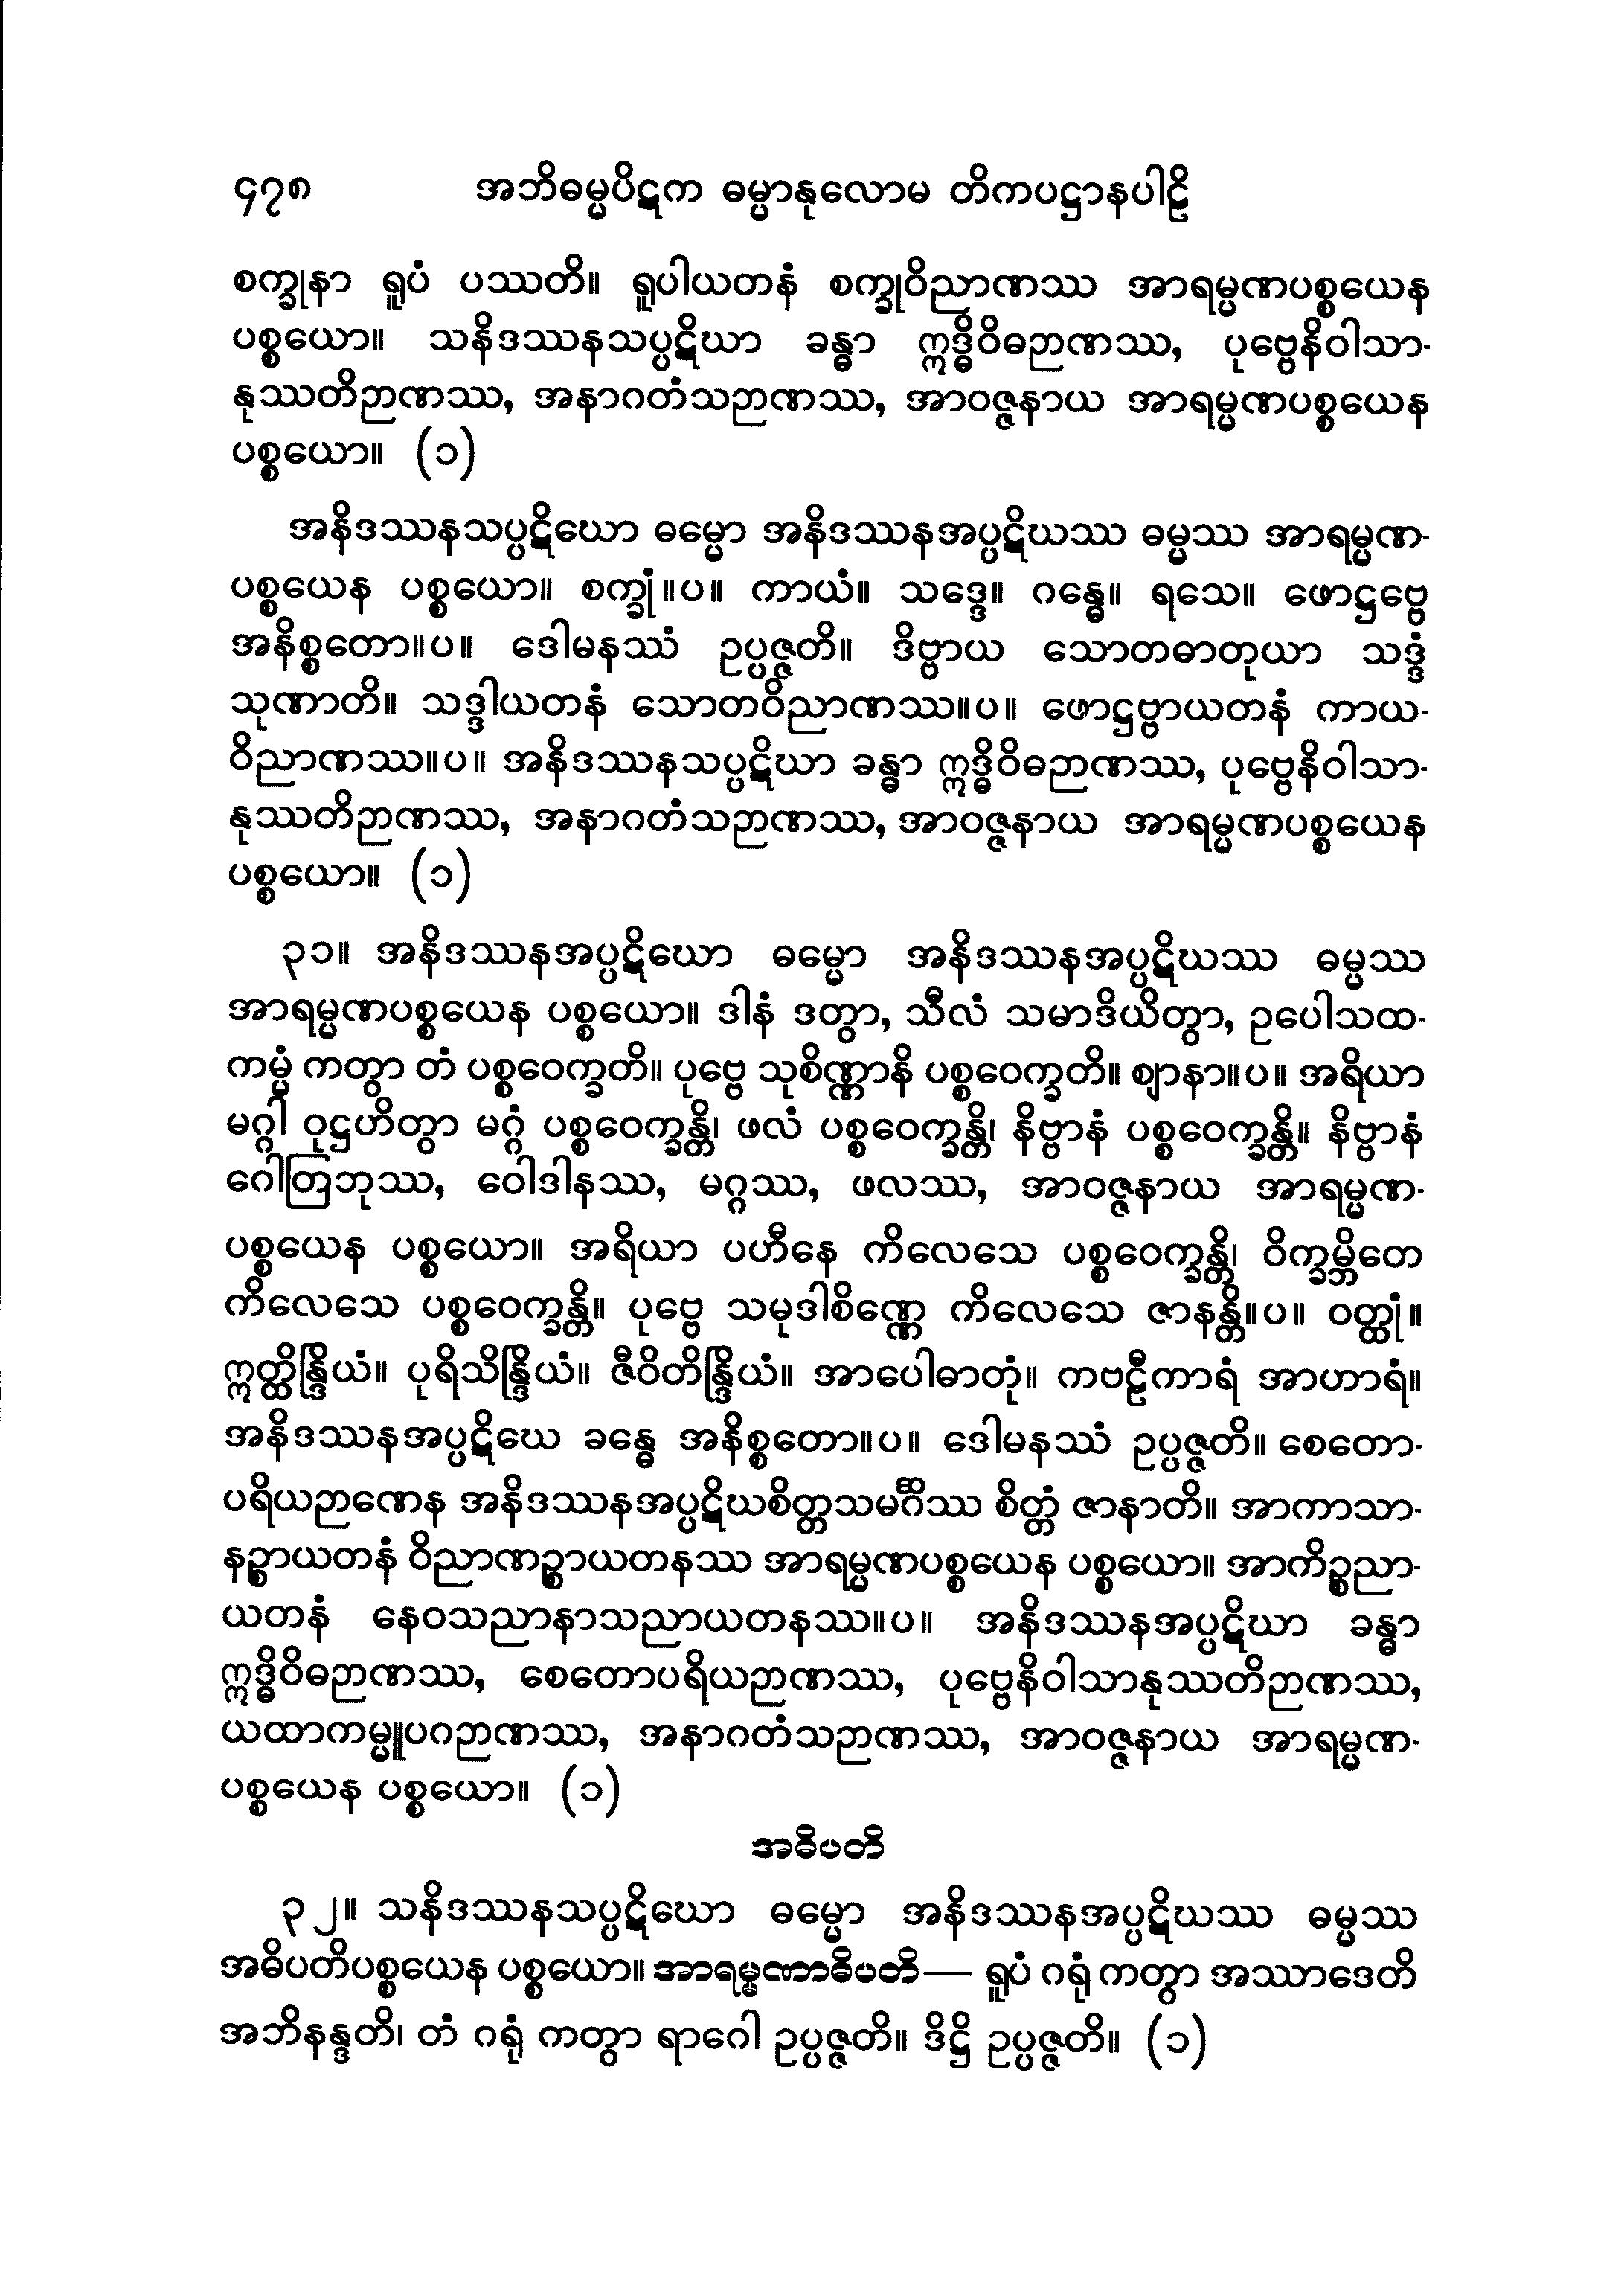 ၄၇၈ အဘိဓမ္မပိဋက ဓမ္မာနုလောမ တိကပဋ္ဌာနပါဠိ
စက္ခုနာ ရူပံ ပဿတိ။ ရူပါယတနံ စက္ခုဝိညာဏဿ အာရမ္မဏပစ္စယေန
ပစ္စယော။ သနိဒဿနသပ္ပဋိဃာ ခန္ဓာ ဣဒ္ဓိဝိဓဉာဏဿ, ပုဗ္ဗေနိဝါသာ-
နုဿတိဉာဏဿ, အနာဂတံသဉာဏဿ, အာဝဇ္ဇနာယ အာရမ္မဏပစ္စယေန
ပစ္စယော။ (၁)
အနိဒဿနသပ္ပဋိဃော ဓမ္မော အနိဒဿနအပ္ပဋိဃဿ ဓမ္မဿ အာရမ္မဏ-
ပစ္စယေန ပစ္စယော။ စက္ခုံ။ပ။ ကာယံ။ သဒ္ဒေ။ ဂန္ဓေ။ ရသေ။ ဖောဋ္ဌဗ္ဗေ
အနိစ္စတော။ပ။ ဒေါမနဿံ ဥပ္ပဇ္ဇတိ။ ဒိဗ္ဗာယ သောတဓာတုယာ သဒ္ဒံ
သုဏာတိ။ သဒ္ဒါယတနံ သောတဝိညာဏဿ။ပ။ ဖောဋ္ဌဗ္ဗာယတနံ ကာယ-
ဝိညာဏဿ။ပ။ အနိဒဿနသပ္ပဋိဃာ ခန္ဓာ ဣဒ္ဓိဝိဓဉာဏဿ, ပုဗ္ဗေနိဝါသာ-
နုဿတိဉာဏဿ, အနာဂတံသဉာဏဿ, အာဝဇ္ဇနာယ အာရမ္မဏပစ္စယေန
ပစ္စယော။ (၁)
၃၁။ အနိဒဿနအပ္ပဋိဃော ဓမ္မော အနိဒဿနအပ္ပဋိဃဿ ဓမ္မဿ
အာရမ္မဏပစ္စယေန ပစ္စယော။ ဒါနံ ဒတွာ, သီလံ သမာဒိယိတွာ, ဥပေါသထ-
ကမ္မံ ကတွာ တံ ပစ္စဝေက္ခတိ။ ပုဗ္ဗေ သုစိဏ္ဏာနိ ပစ္စဝေက္ခတိ။ ဈာနာ။ပ။ အရိယာ
မဂ္ဂါ ဝုဋ္ဌဟိတွာ မဂ္ဂံ ပစ္စဝေက္ခန္တိ၊ ဖလံ ပစ္စဝေက္ခန္တိ၊ နိဗ္ဗာနံ ပစ္စဝေက္ခန္တိ။ နိဗ္ဗာနံ
ဂေါတြဘုဿ, ဝေါဒါနဿ, မဂ္ဂဿ, ဖလဿ, အာဝဇ္ဇနာယ အာရမ္မဏ-
ပစ္စယေန ပစ္စယော။ အရိယာ ပဟီနေ ကိလေသေ ပစ္စဝေက္ခန္တိ၊ ဝိက္ခမ္ဘိတေ
ကိလေသေ ပစ္စဝေက္ခန္တိ။ ပုဗ္ဗေ သမုဒါစိဏ္ဏေ ကိလေသေ ဇာနန္တိ။ပ။ ဝတ္ထုံ။
ဣတ္ထိန္ဒြိယံ။ ပုရိသိန္ဒြိယံ။ ဇီဝိတိန္ဒြိယံ။ အာပေါဓာတုံ။ ကဗဠီကာရံ အာဟာရံ။
အနိဒဿနအပ္ပဋိဃေ ခန္ဓေ အနိစ္စတော။ပ။ ဒေါမနဿံ ဥပ္ပဇ္ဇတိ။ စေတော-
ပရိယဉာဏေန အနိဒဿနအပ္ပဋိဃစိတ္တသမင်္ဂိဿ စိတ္တံ ဇာနာတိ။ အာကာသာ-
နဉ္စာယတနံ ဝိညာဏဉ္စာယတနဿ အာရမ္မဏပစ္စယေန ပစ္စယော။ အာကိဉ္စညာ-
ယတနံ နေဝသညာနာသညာယတနဿ။ပ။ အနိဒဿနအပ္ပဋိဃာ ခန္ဓာ
ဣဒ္ဓိဝိဓဉာဏဿ, စေတောပရိယဉာဏဿ, ပုဗ္ဗေနိဝါသာနုဿတိဉာဏဿ,
ယထာကမ္မူပဂဉာဏဿ, အနာဂတံသဉာဏဿ, အာဝဇ္ဇနာယ အာရမ္မဏ-
ပစ္စယေန ပစ္စယော။ (၁)
အဓိပတိ
၃၂။ သနိဒဿနသပ္ပဋိဃော ဓမ္မော အနိဒဿနအပ္ပဋိဃဿ ဓမ္မဿ
အဓိပတိပစ္စယေန ပစ္စယော။ အာရမ္မဏာဓိပတိ— ရူပံ ဂရုံ ကတွာ အဿာဒေတိ
အဘိနန္ဒတိ၊ တံ ဂရုံ ကတွာ ရာဂေါ ဥပ္ပဇ္ဇတိ။ ဒိဋ္ဌိ ဥပ္ပဇ္ဇတိ။ (၁)